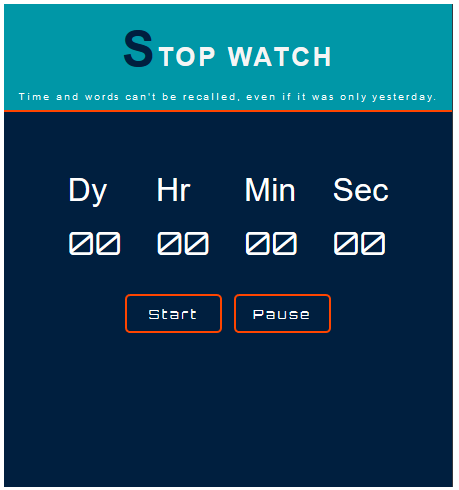 STOP WATCH
Time and words can't be recalled, even if it was only yesterday.
Dy Hr Min Sec
00 00 00 00
Start Pause